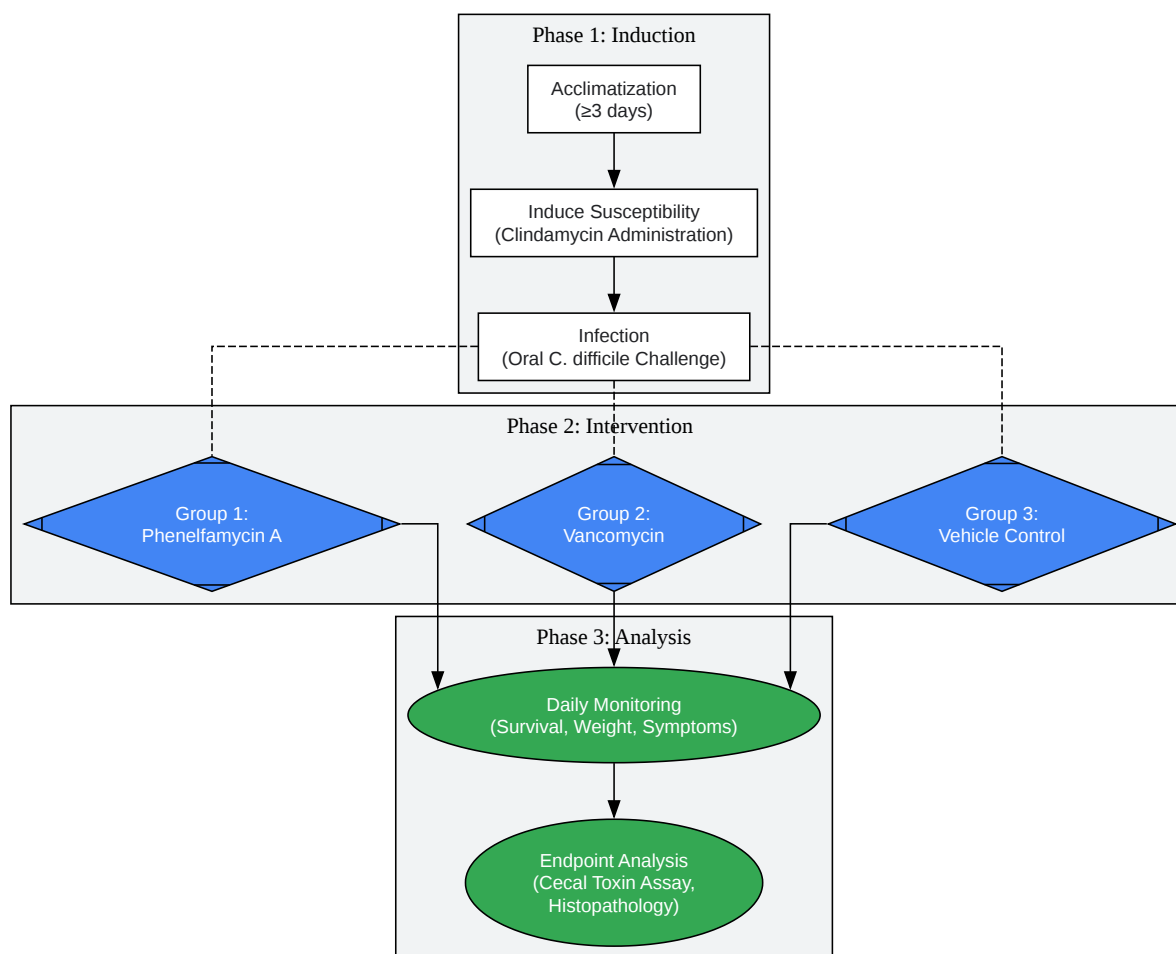 Phase 1: Induction
Acclimatization
(≥3 days)
Induce Susceptibility
(Clindamycin Administration)
Infection
(Oral C. difficile Challenge)
Phase 2: Intervention
Group 1:
Phenelfamycin A
Group 2:
Vancomycin
Group 3:
Vehicle Control
Phase 3: Analysis
Daily Monitoring
(Survival, Weight, Symptoms)
Endpoint Analysis
(Cecal Toxin Assay,
Histopathology)